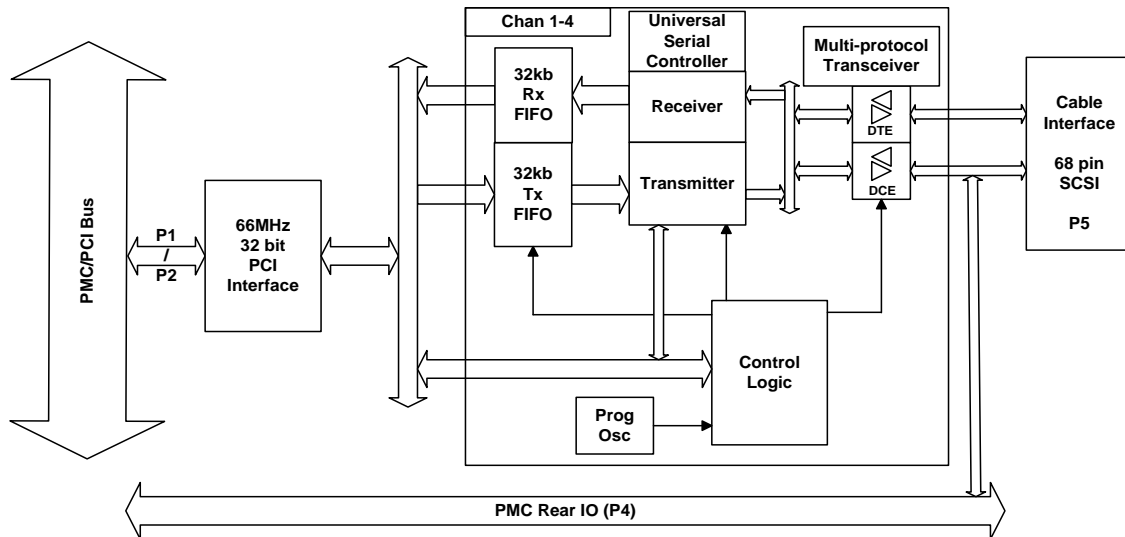 PMC/PCI Bus
P1
/
P2
66MHz
32 bit
PCI
Interface
Chan 1-4
32kb
Rx
FIFO
32kb
Tx
FIFO
Universal
Serial
Controller
Receiver
Transmitter
Multi-protocol
Transceiver
DTE
DCE
Control
Logic
Prog
Osc
Cable
Interface
68 pin
SCSI
P5
PMC Rear IO (P4)